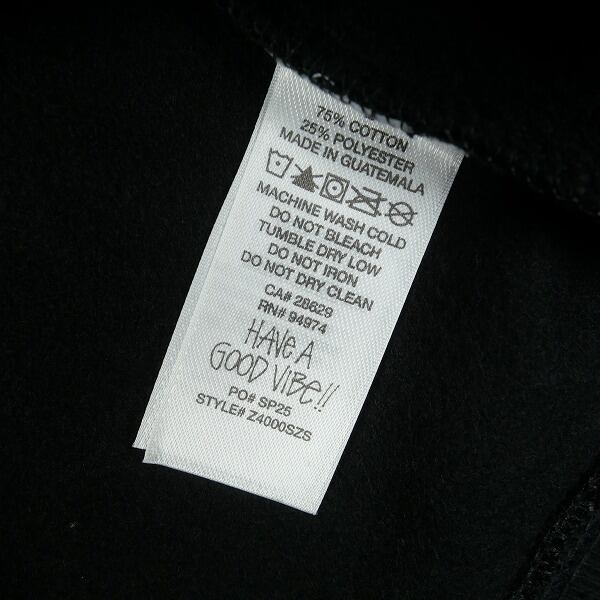 75% COTTON
25% POLYESTER
MADE IN GUATEMALA
MACHINE WASH COLD
DO NOT BLEACH
TUMBLE DRY LOW
DO NOT IRON
DO NOT DRY CLEAN
CA# 28629
RN# 94974
HAVE A
GOOD VIBE!!
PO# SP25
STYLE# Z4000SZS